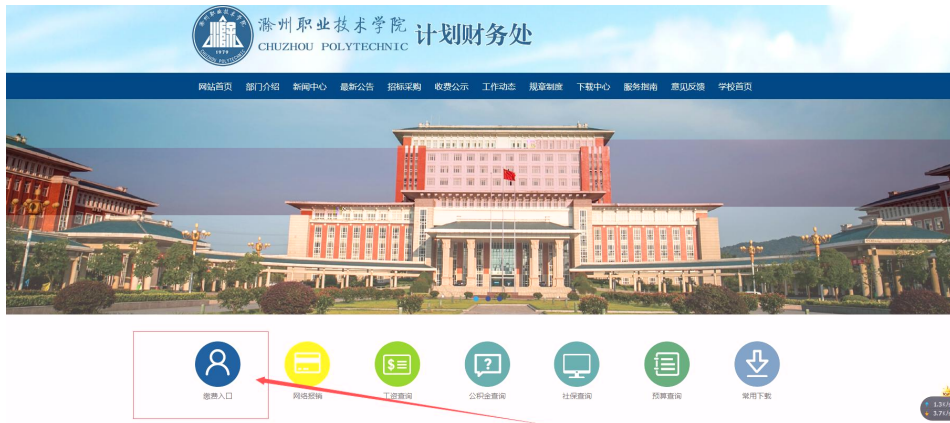 滁州职业技术学院
CHUZHOU POLYTECHNIC
计划财务处
1979
网站首页 部门介绍 新闻中心 最新公告 招标采购 收费公示 工作动态 规章制度 下载中心 服务指南 意见反馈 学校首页
缴费入口 网络报销 工资查询 公积金查询 社保查询 预算查询 常用下载